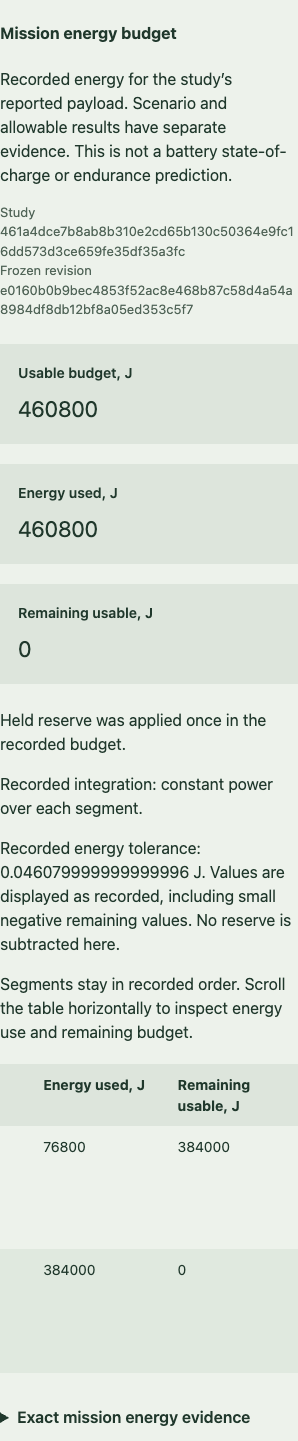 Mission energy budget
Recorded energy for the study's
reported payload. Scenario and
allowable results have separate
evidence. This is not a battery state-of-
charge or endurance prediction.
Study
461a4dce7b8ab8b310e2cd65b130c50364e9fc1
6dd573d3ce659fe35df35a3fc
Frozen revision
e0160b0b9bec4853f52ac8e468b87c58d4a54a
8984df8db12bf8a05ed353c5f7
Usable budget, J
460800
Energy used, J
460800
Remaining usable, J
0
Held reserve was applied once in the
recorded budget.
Recorded integration: constant power
over each segment.
Recorded energy tolerance:
0.046079999999999996 J. Values are
displayed as recorded, including small
negative remaining values. No reserve is
subtracted here.
Segments stay in recorded order. Scroll
the table horizontally to inspect energy
use and remaining budget.
Energy used, J Remaining
usable, J
76800 384000
384000 0
Exact mission energy evidence